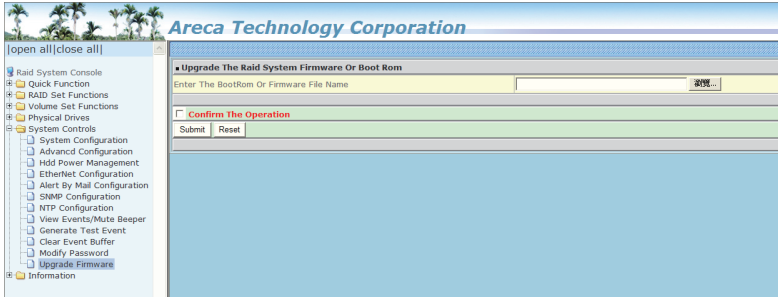 Areca Technology Corporation
|open all|close all|
Raid System Console
Quick Function
RAID Set Functions
Volume Set Functions
Physical Drives
System Controls
System Configuration
Advancd Configuration
Hdd Power Management
EtherNet Configuration
Alert By Mail Configuration
SNMP Configuration
NTP Configuration
View Events/Mute Beeper
Generate Test Event
Clear Event Buffer
Modify Password
Upgrade Firmware
Information
Upgrade The Raid System Firmware Or Boot Rom
Enter The BootRom Or Firmware File Name
瀏覽...
Confirm The Operation
Submit Reset